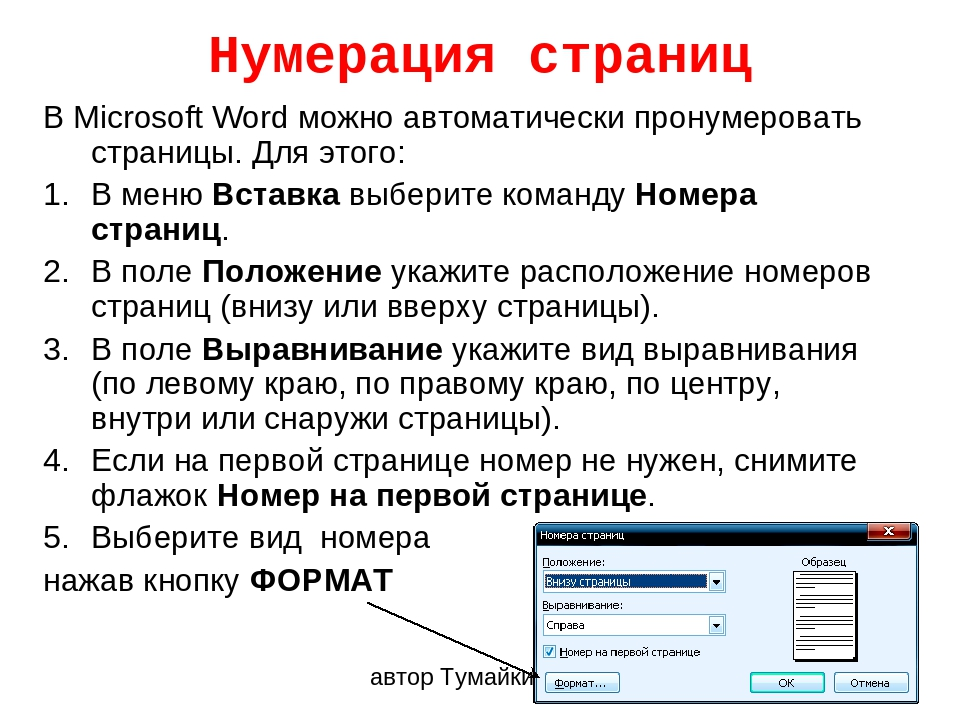 Нумерация страниц
В Microsoft Word можно автоматически пронумеровать
страницы. Для этого:
1. В меню Вставка выберите команду Номера
страниц.
2. В поле Положение укажите расположение номеров
страниц (внизу или вверху страницы).
3. В поле Выравнивание укажите вид выравнивания
(по левому краю, по правому краю, по центру,
внутри или снаружи страницы).
4. Если на первой странице номер не нужен, снимите
флажок Номер на первой странице.
5. Выберите вид номера
нажав кнопку ФОРМАТ
автор Тумайки
Номера страниц
Положение:
Внизу страницы
Выравнивание:
Справа
Номер на первой странице
Образец
Формат...
ОК
Отмена